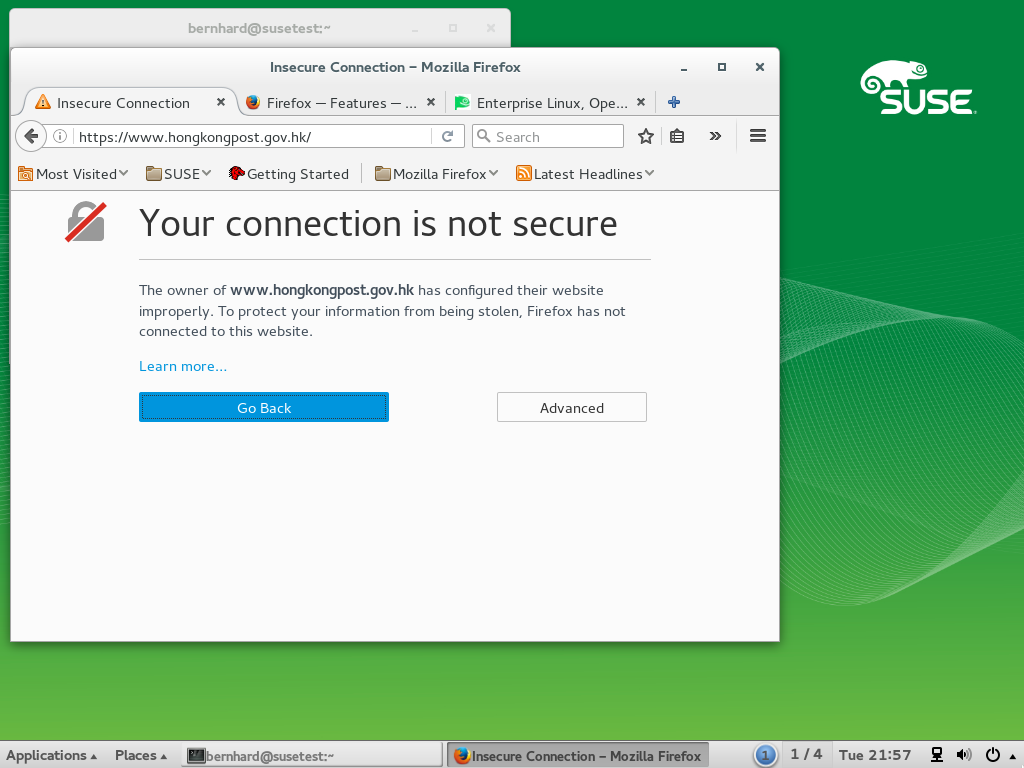 bernhard@susetest:~
Insecure Connection – Mozilla Firefox
Insecure Connection
Firefox — Features — ...
Enterprise Linux, Ope...
https://www.hongkongpost.gov.hk/
Search
Most Visited
SUSE
Getting Started
Mozilla Firefox
Latest Headlines
SUSE
Your connection is not secure
The owner of www.hongkongpost.gov.hk has configured their website
improperly. To protect your information from being stolen, Firefox has not
connected to this website.
Learn more...
Go Back
Advanced
Applications
Places
bernhard@susetest:~
Insecure Connection – Mozilla Firefox
1
1 / 4
Tue 21:57